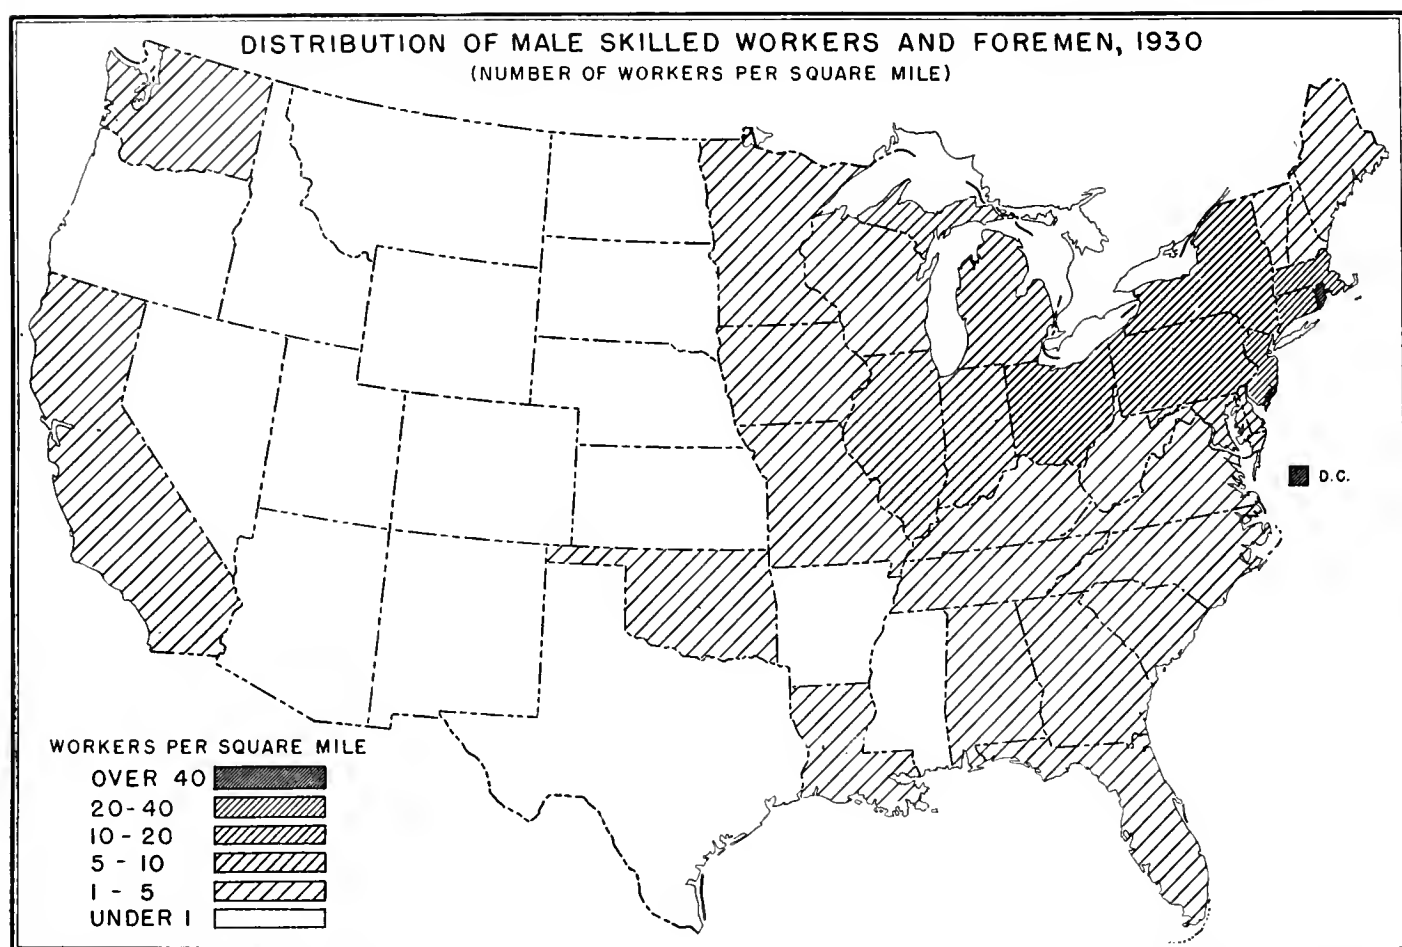 DISTRIBUTION OF MALE SKILLED WORKERS AND FOREMEN, 1930
(NUMBER OF WORKERS PER SQUARE MILE)
D.C.
WORKERS PER SQUARE MILE
OVER 40
20-40
10-20
5-10
1-5
UNDER 1